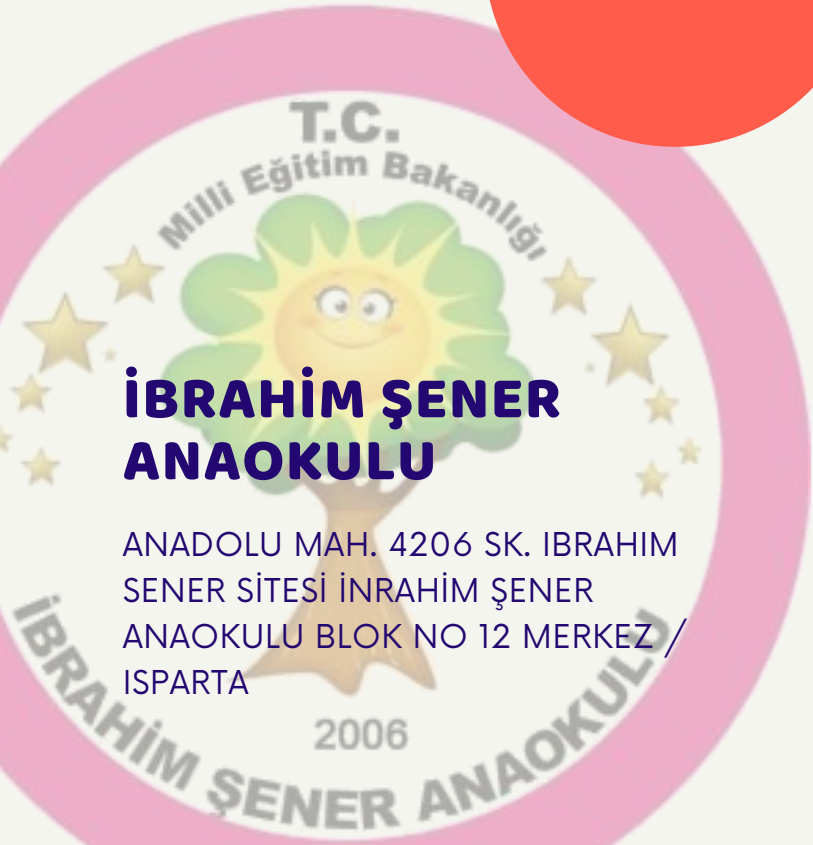 T.C.
Milli Eğitim Bakanlığı
İBRAHİM ŞENER
ANAOKULU
ANADOLU MAH. 4206 SK. IBRAHIM
SENER SİTESİ İNRAHİM ŞENER
ANAOKULU BLOK NO 12 MERKEZ /
ISPARTA
2006
İBRAHİM ŞENER ANAOKULU